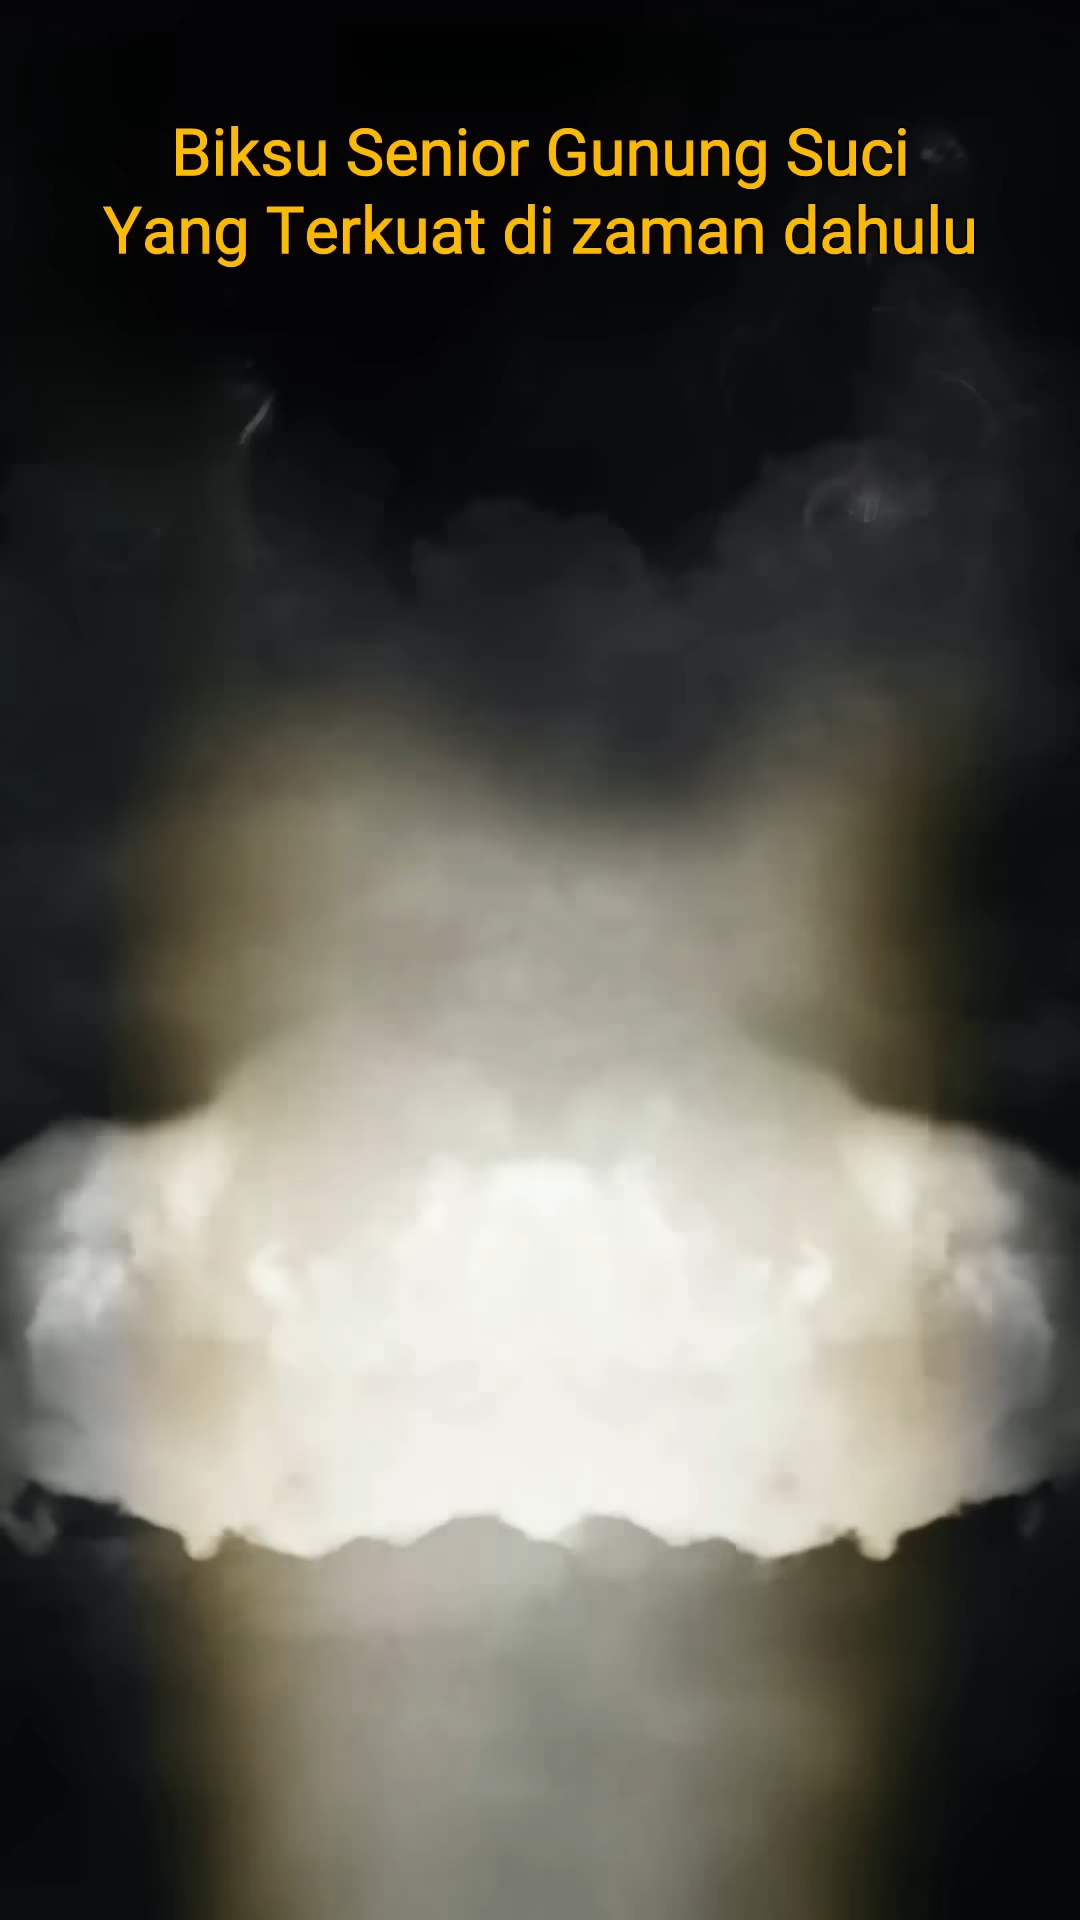 Biksu Senior Gunung Suci
Yang Terkuat di zaman dahulu